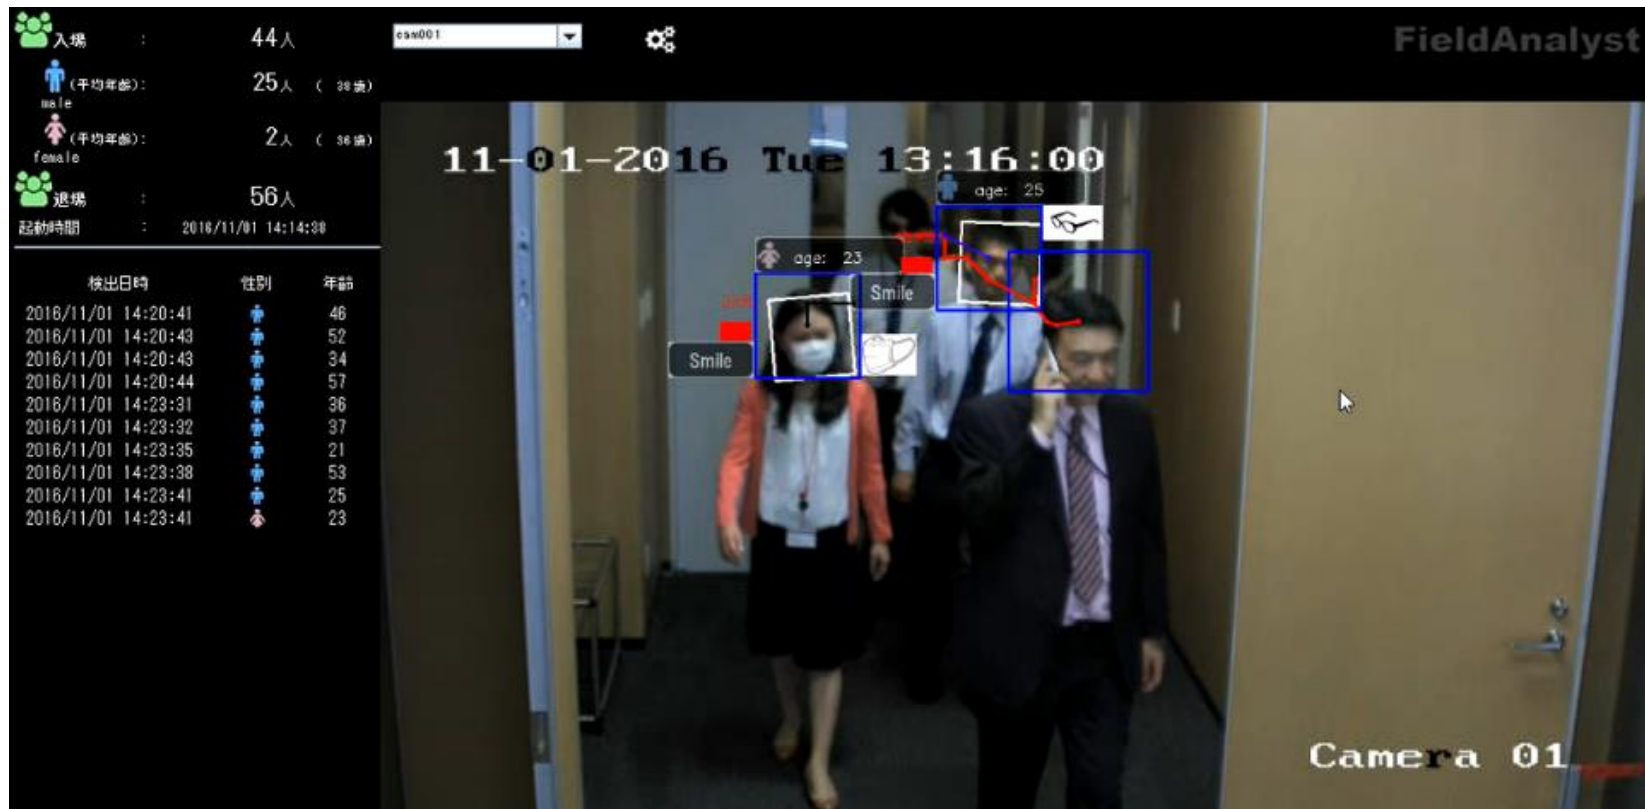 入場 : 44人
cam001
FieldAnalyst
(平均年齢): 25人 ( 38歳)
male
(平均年齢): 2人 ( 36歳)
female
退場 : 56人
起動時間 : 2016/11/01 14:14:38
検出日時 性別 年齢
2016/11/01 14:20:41 46
2016/11/01 14:20:43 52
2016/11/01 14:20:43 34
2016/11/01 14:20:44 57
2016/11/01 14:23:31 36
2016/11/01 14:23:32 37
2016/11/01 14:23:35 21
2016/11/01 14:23:38 53
2016/11/01 14:23:41 25
2016/11/01 14:23:41 23
11-01-2016 Tue 13:16:00
age: 25
age: 23
Smile
Smile
Camera 01